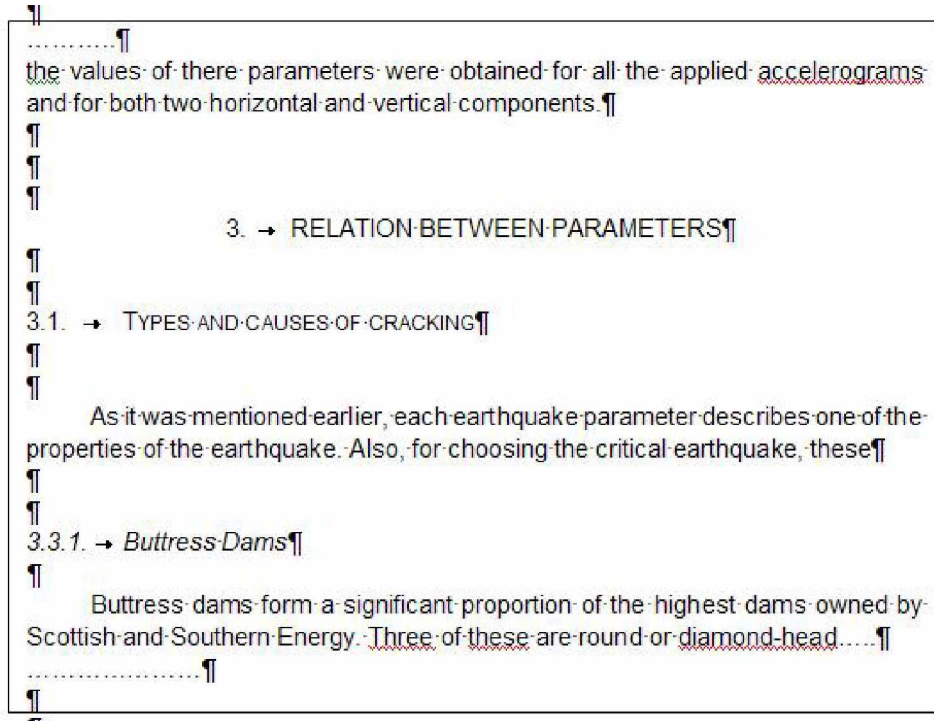 ¶
………..¶
the values of there parameters were obtained for all the applied accelerograms
and for both two horizontal and vertical components.¶
¶
¶
¶
3. → RELATION BETWEEN PARAMETERS¶
¶
¶
3.1. → TYPES AND CAUSES OF CRACKING¶
¶
¶
As it was mentioned earlier, each earthquake parameter describes one of the
properties of the earthquake. Also, for choosing the critical earthquake, these¶
¶
¶
3.3.1. → Buttress Dams¶
¶
Buttress dams form a significant proportion of the highest dams owned by
Scottish and Southern Energy. Three of these are round or diamond-head…..¶
…………………¶
¶
¶